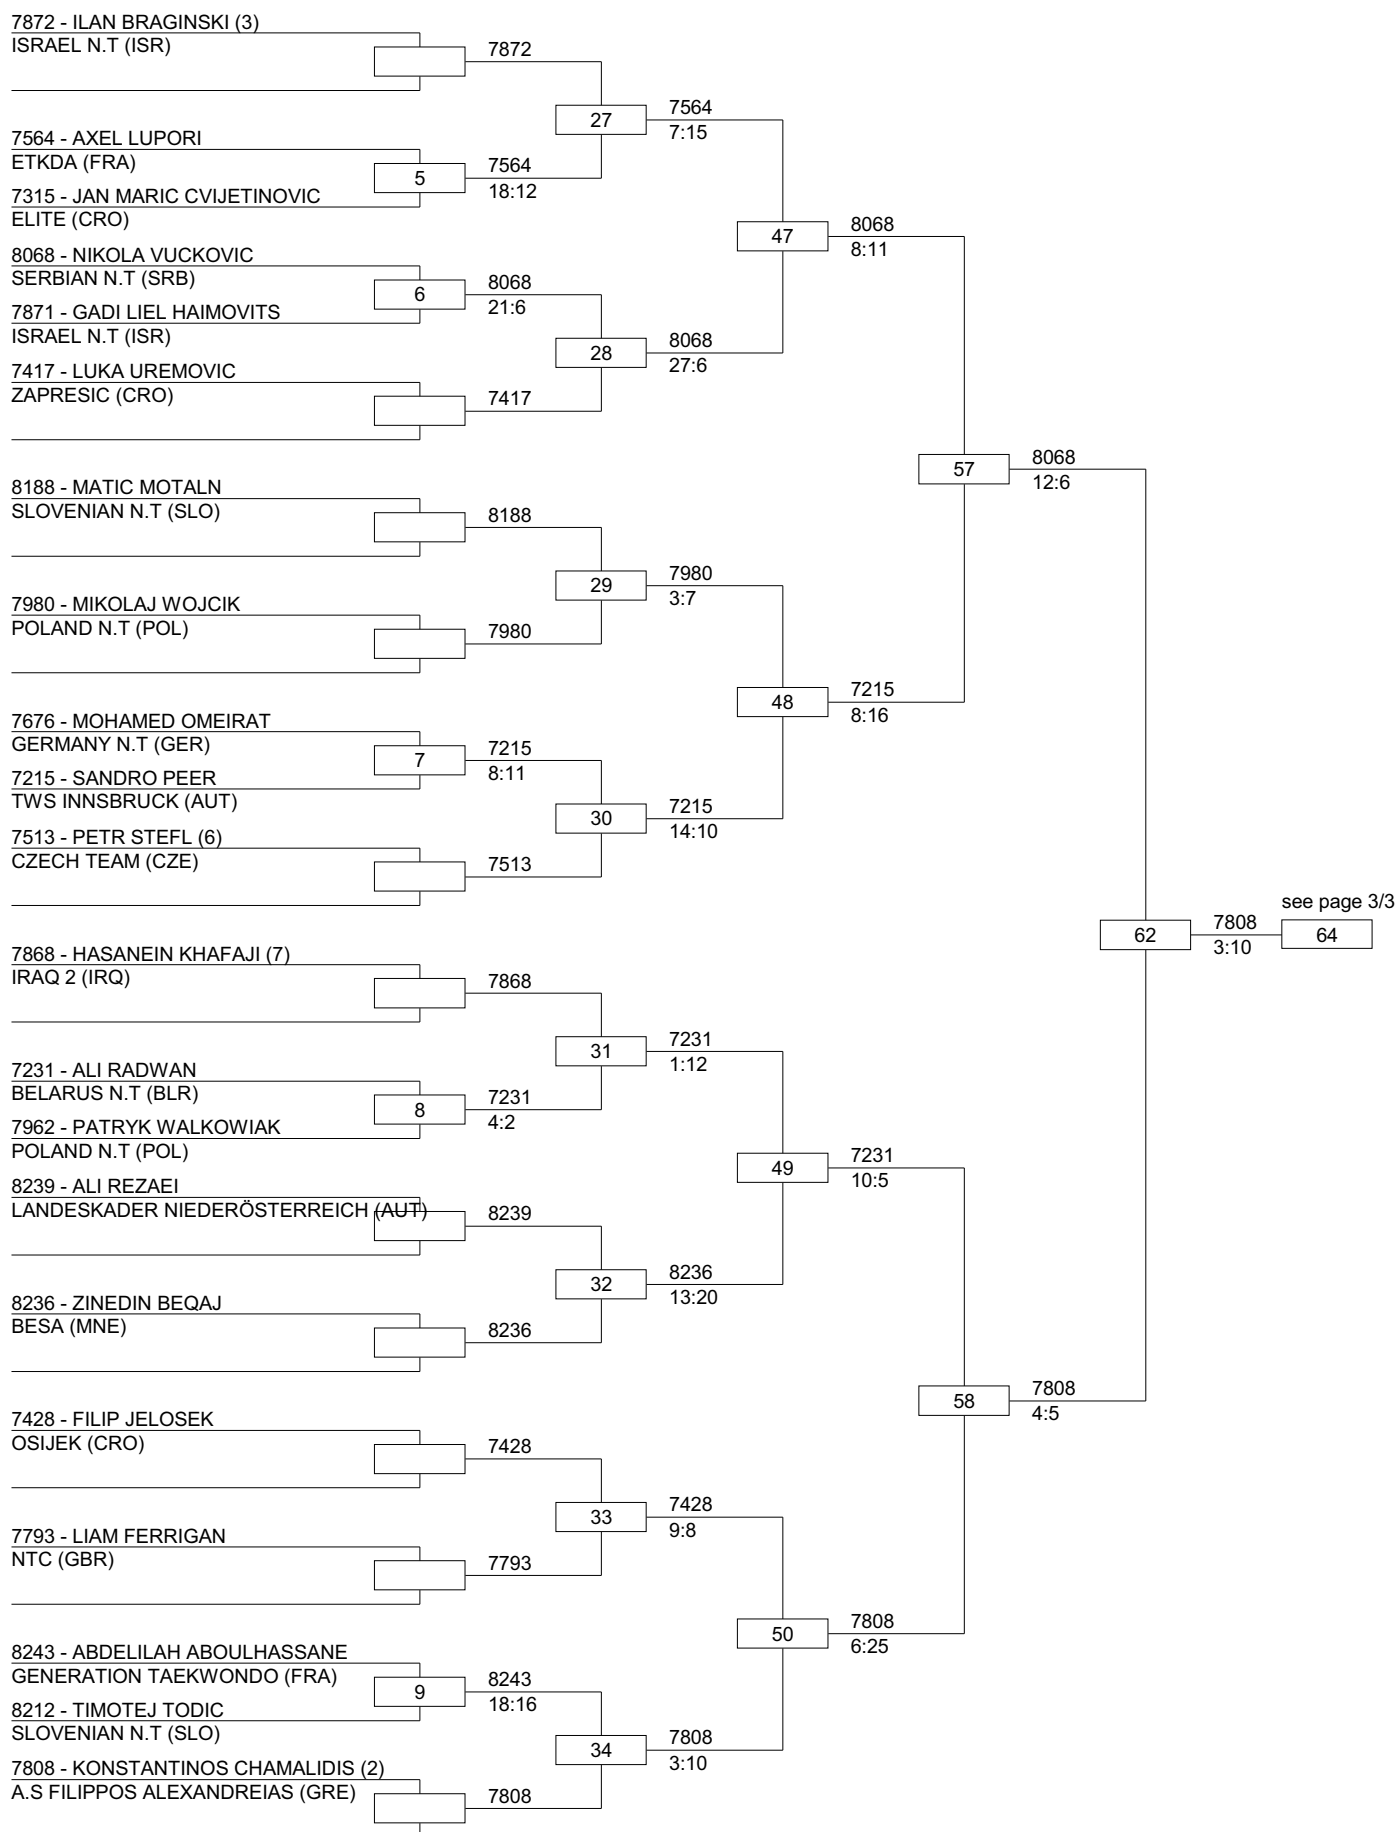 7872 - ILAN BRAGINSKI (3)
ISRAEL N.T (ISR)
7872
27
7564
7:15
7564 - AXEL LUPORI
ETKDA (FRA)
5
7564
18:12
7315 - JAN MARIC CVIJETINOVIC
ELITE (CRO)
47
8068
8:11
8068 - NIKOLA VUCKOVIC
SERBIAN N.T (SRB)
6
8068
21:6
7871 - GADI LIEL HAIMOVITS
ISRAEL N.T (ISR)
28
8068
27:6
7417 - LUKA UREMOVIC
ZAPRESIC (CRO)
7417
57
8068
12:6
8188 - MATIC MOTALN
SLOVENIAN N.T (SLO)
8188
29
7980
3:7
7980 - MIKOLAJ WOJCIK
POLAND N.T (POL)
7980
48
7215
8:16
7676 - MOHAMED OMEIRAT
GERMANY N.T (GER)
7
7215
8:11
7215 - SANDRO PEER
TWS INNSBRUCK (AUT)
30
7215
14:10
7513 - PETR STEFL (6)
CZECH TEAM (CZE)
7513
see page 3/3
62
7808
3:10
64
7868 - HASANEIN KHAFAJI (7)
IRAQ 2 (IRQ)
7868
31
7231
1:12
7231 - ALI RADWAN
BELARUS N.T (BLR)
8
7231
4:2
7962 - PATRYK WALKOWIAK
POLAND N.T (POL)
49
7231
10:5
8239 - ALI REZAEI
LANDESKADER NIEDERÖSTERREICH (AUT)
8239
32
8236
13:20
8236 - ZINEDIN BEQAJ
BESA (MNE)
8236
58
7808
4:5
7428 - FILIP JELOSEK
OSIJEK (CRO)
7428
33
7428
9:8
7793 - LIAM FERRIGAN
NTC (GBR)
7793
50
7808
6:25
8243 - ABDELILAH ABOULHASSANE
GENERATION TAEKWONDO (FRA)
9
8243
18:16
8212 - TIMOTEJ TODIC
SLOVENIAN N.T (SLO)
34
7808
3:10
7808 - KONSTANTINOS CHAMALIDIS (2)
A.S FILIPPOS ALEXANDREIAS (GRE)
7808